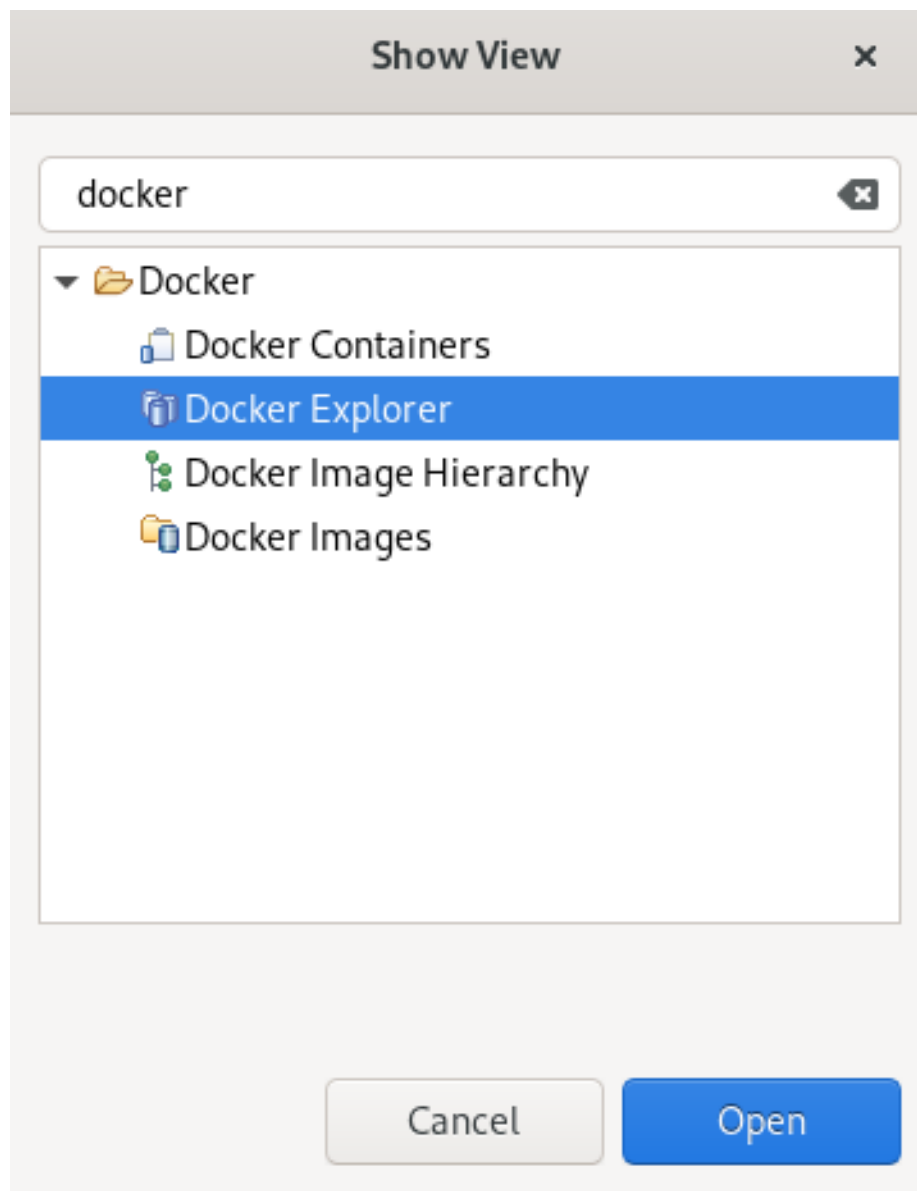 Show View
docker
Docker
Docker Containers
Docker Explorer
Docker Image Hierarchy
Docker Images
Cancel Open